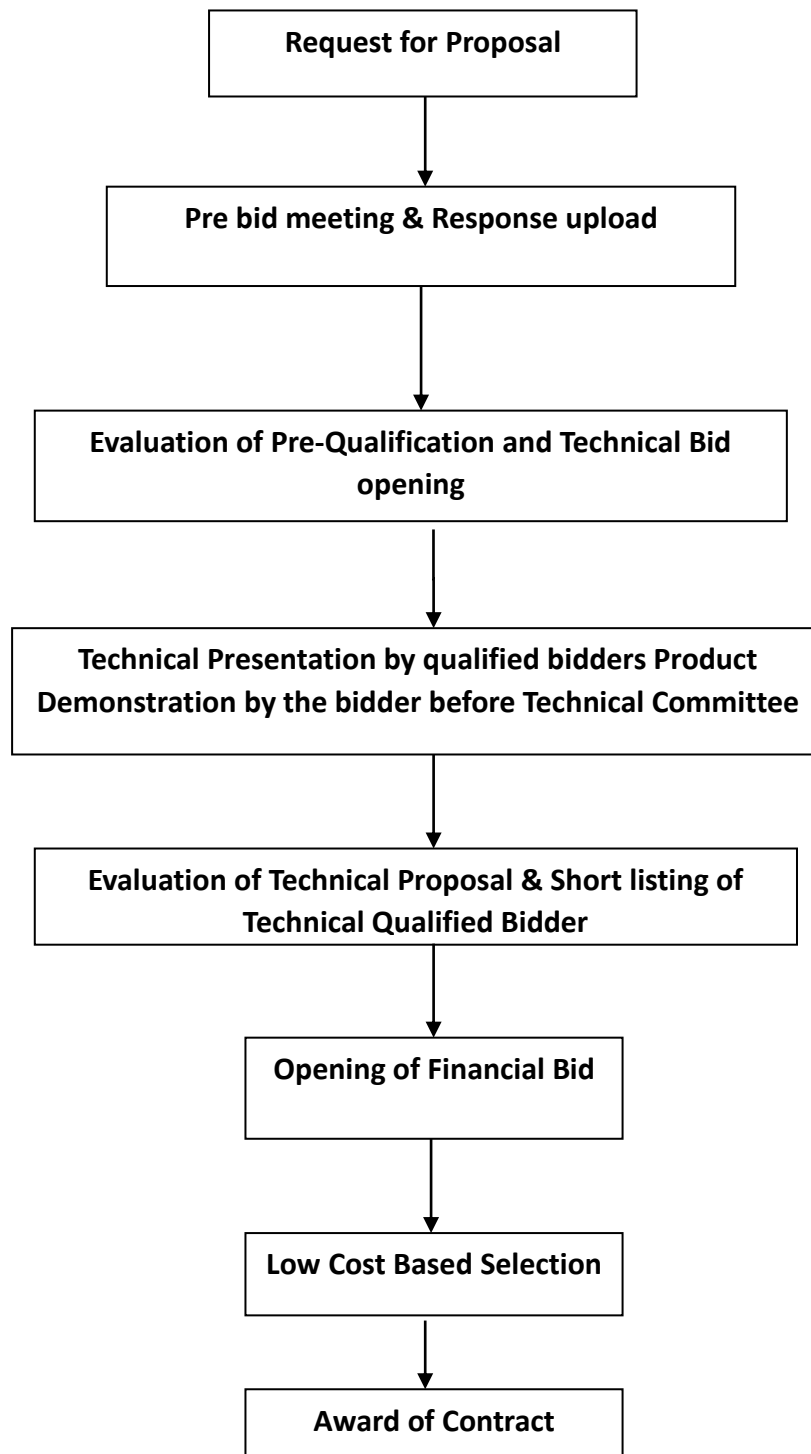 Request for Proposal
Pre bid meeting & Response upload
Evaluation of Pre-Qualification and Technical Bid
opening
Technical Presentation by qualified bidders Product
Demonstration by the bidder before Technical Committee
Evaluation of Technical Proposal & Short listing of
Technical Qualified Bidder
Opening of Financial Bid
Low Cost Based Selection
Award of Contract